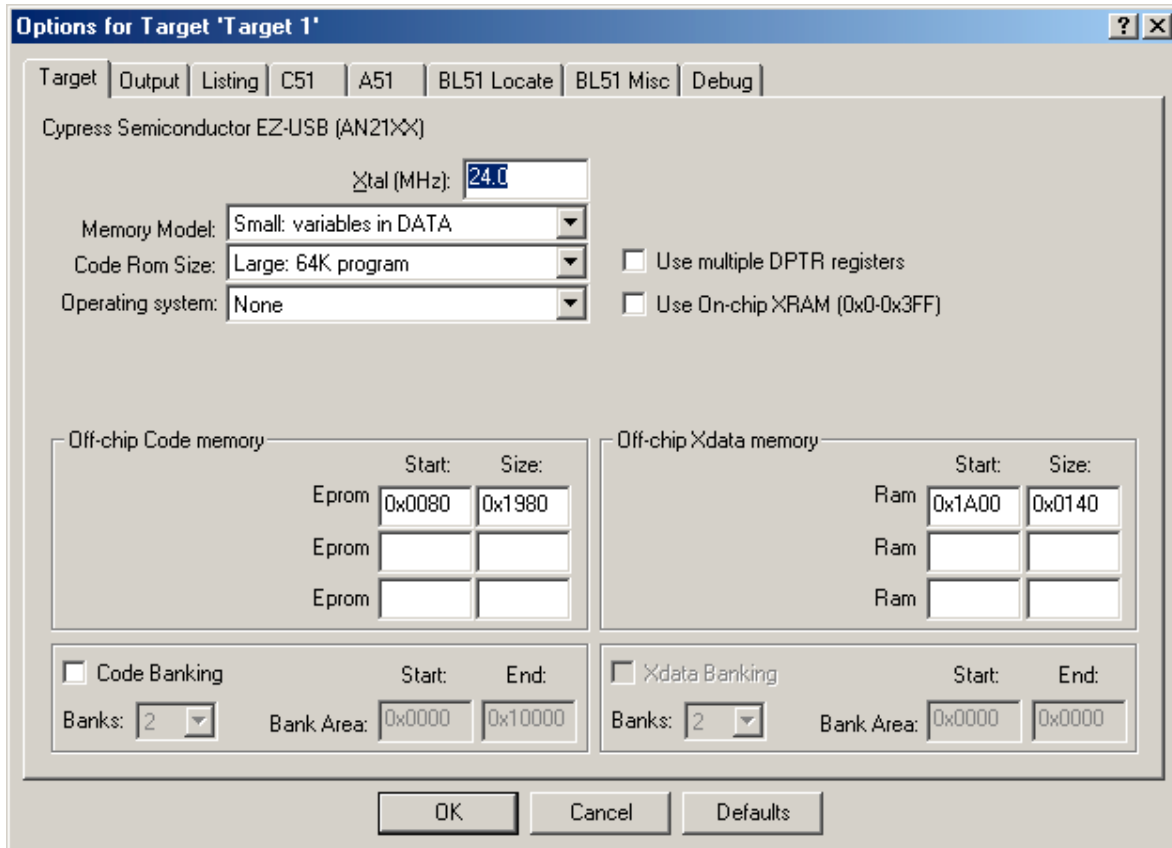 Options for Target 'Target 1'
? X
Target Output Listing C51 A51 BL51 Locate BL51 Misc Debug
Cypress Semiconductor EZ-USB (AN21XX)
Xtal (MHz): 24.0
Memory Model: Small: variables in DATA
Code Rom Size: Large: 64K program
Use multiple DPTR registers
Operating system: None
Use On-chip XRAM (0x0-0x3FF)
Off-chip Code memory
Start: Size:
Eprom 0x0080 0x1980
Eprom
Eprom
Off-chip Xdata memory
Start: Size:
Ram 0x1A00 0x0140
Ram
Ram
Code Banking Start: End:
Banks: 2 Bank Area: 0x0000 0x10000
Xdata Banking Start: End:
Banks: 2 Bank Area: 0x0000 0x0000
OK Cancel Defaults